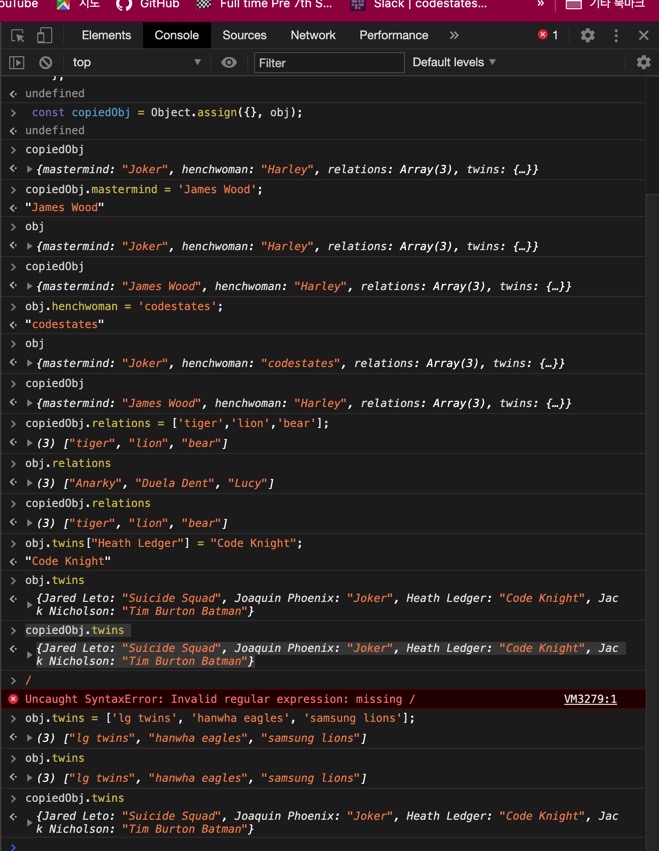 ouTube 지도 GitHub Full time Pre 7th S... Slack | codestates... » 기타 북마크
Elements Console Sources Network Performance » 1
top Filter Default levels
};
undefined
const copiedObj = Object.assign({}, obj);
undefined
copiedObj
{mastermind: "Joker", henchwoman: "Harley", relations: Array(3), twins: {…}}
copiedObj.mastermind = 'James Wood';
"James Wood"
obj
{mastermind: "Joker", henchwoman: "Harley", relations: Array(3), twins: {…}}
copiedObj
{mastermind: "James Wood", henchwoman: "Harley", relations: Array(3), twins: {…}}
obj.henchwoman = 'codestates';
"codestates"
obj
{mastermind: "Joker", henchwoman: "codestates", relations: Array(3), twins: {…}}
copiedObj
{mastermind: "James Wood", henchwoman: "Harley", relations: Array(3), twins: {…}}
copiedObj.relations = ['tiger','lion','bear'];
(3) ["tiger", "lion", "bear"]
obj.relations
(3) ["Anarky", "Duela Dent", "Lucy"]
copiedObj.relations
(3) ["tiger", "lion", "bear"]
obj.twins["Heath Ledger"] = "Code Knight";
"Code Knight"
obj.twins
{Jared Leto: "Suicide Squad", Joaquin Phoenix: "Joker", Heath Ledger: "Code Knight", Jac
k Nicholson: "Tim Burton Batman"}
copiedObj.twins
{Jared Leto: "Suicide Squad", Joaquin Phoenix: "Joker", Heath Ledger: "Code Knight", Jac
k Nicholson: "Tim Burton Batman"}
/
Uncaught SyntaxError: Invalid regular expression: missing / VM3279:1
obj.twins = ['lg twins', 'hanwha eagles', 'samsung lions'];
(3) ["lg twins", "hanwha eagles", "samsung lions"]
obj.twins
(3) ["lg twins", "hanwha eagles", "samsung lions"]
copiedObj.twins
{Jared Leto: "Suicide Squad", Joaquin Phoenix: "Joker", Heath Ledger: "Code Knight", Jac
k Nicholson: "Tim Burton Batman"}